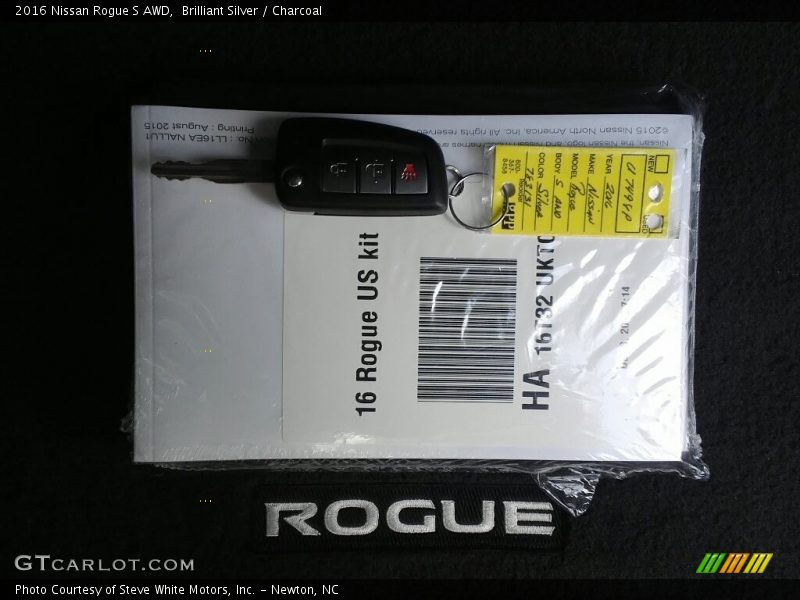 2016 Nissan Rogue S AWD,  Brilliant Silver / Charcoal
©2015 Nissan North America, Inc. All rights reserved
Printing : August 2015
NEW
YEAR 2016
MAKE Nissan
MODEL Rogue
BODY S AWD
COLOR Silver
16 Rogue US kit
HA 16T32 UKT0
ROGUE
GTCARLOT.COM
Photo Courtesy of Steve White Motors, Inc. – Newton, NC